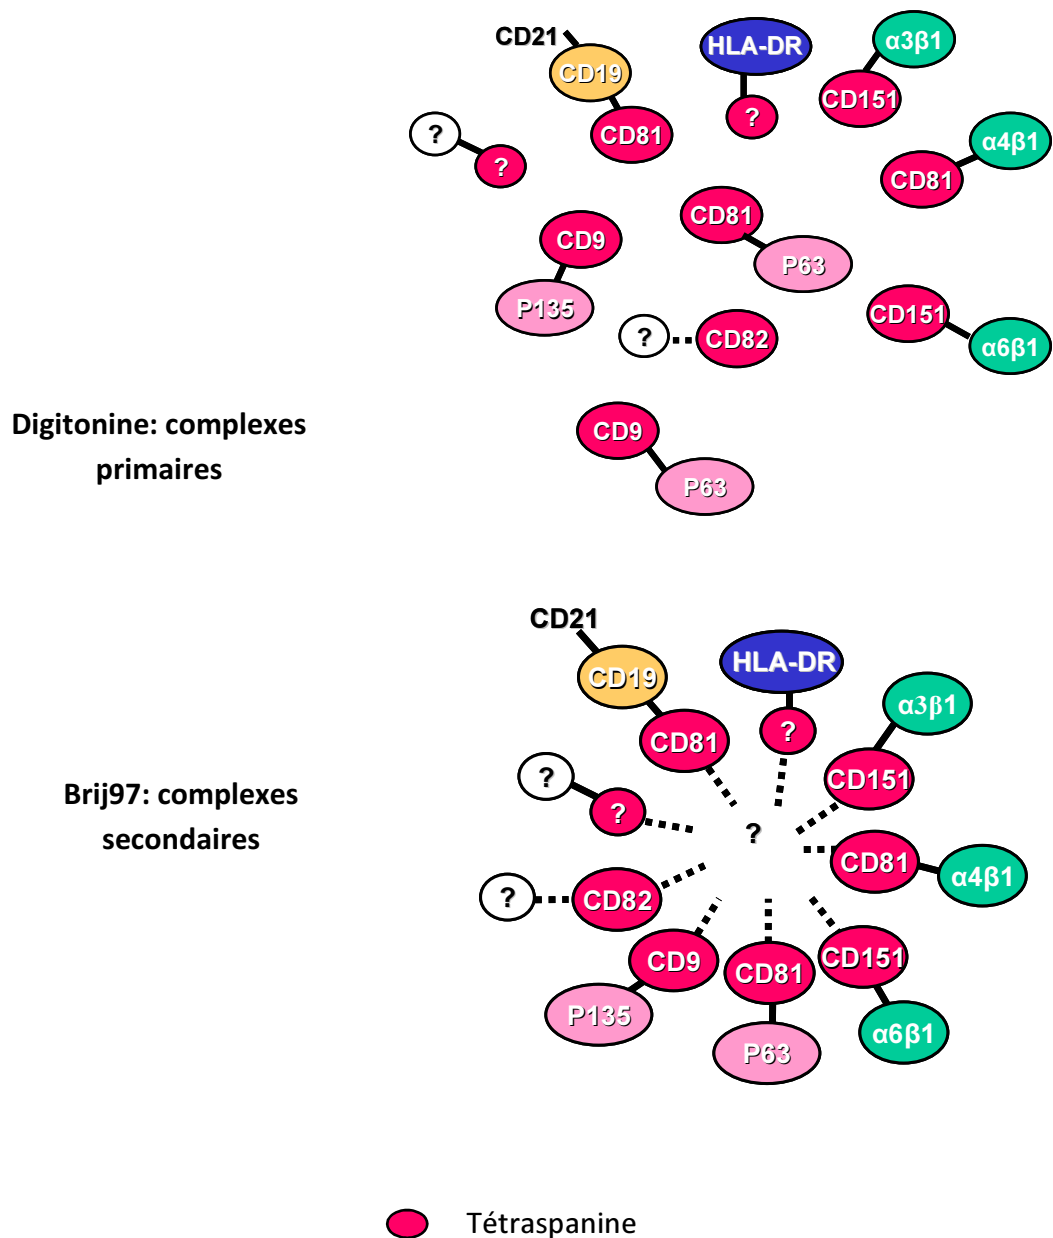 CD21
CD19
CD81
HLA-DR
?
α3β1
CD151
?
?
α4β1
CD81
CD81
P63
CD9
P135
?
CD82
CD151
α6β1
Digitonine: complexes
primaires
CD9
P63
CD21
CD19
CD81
HLA-DR
?
α3β1
CD151
Brij97: complexes
secondaires
?
?
?
CD81
α4β1
?
CD82
CD9
P135
CD81
P63
CD151
α6β1
Tétraspanine